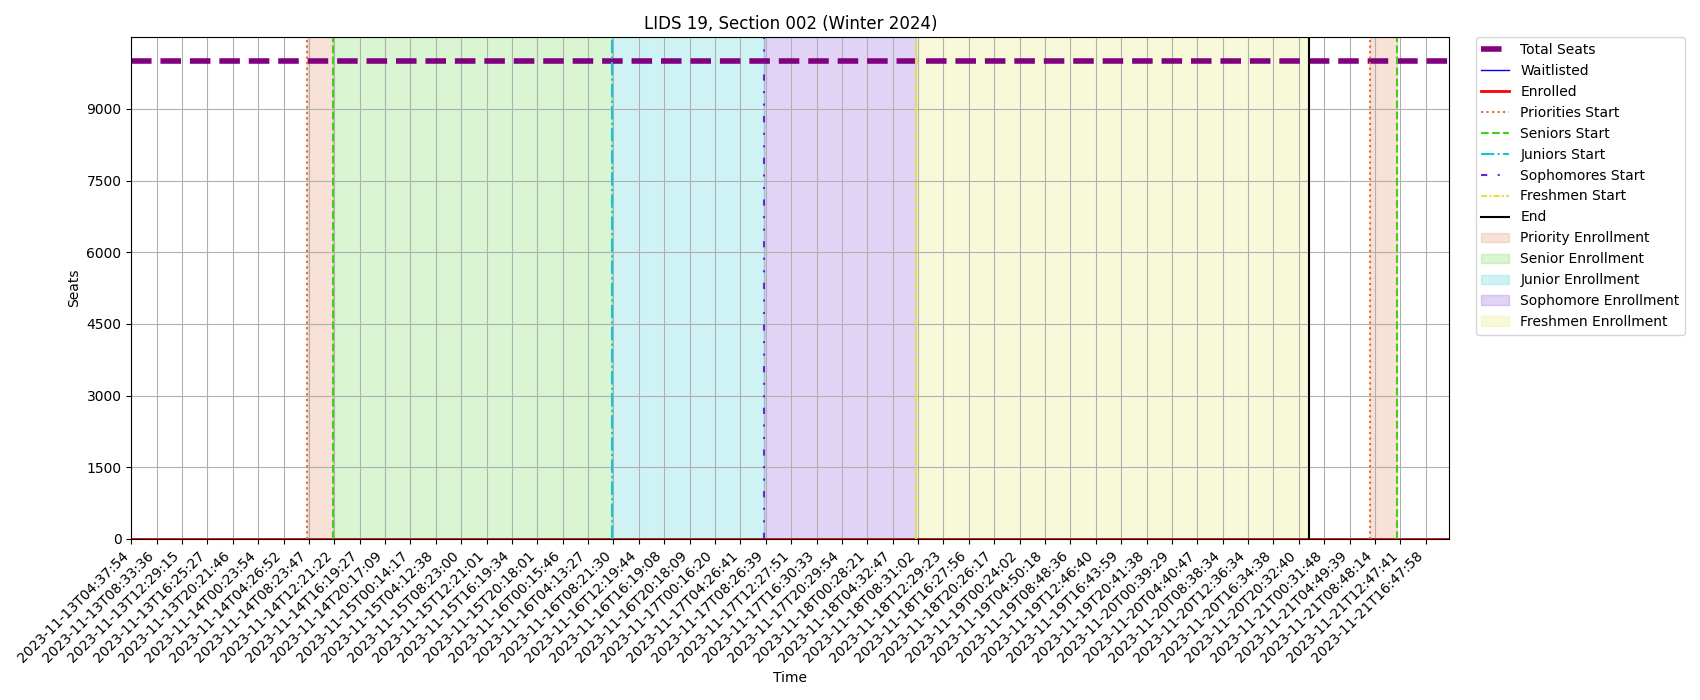 LIDS 19, Section 002 (Winter 2024)
Seats
9000
7500
6000
4500
3000
1500
0
2023-11-13T04:37:54
2023-11-13T08:33:36
2023-11-13T12:29:15
2023-11-13T16:25:27
2023-11-13T20:21:46
2023-11-14T00:23:54
2023-11-14T04:26:52
2023-11-14T08:23:47
2023-11-14T12:21:22
2023-11-14T16:19:27
2023-11-14T20:17:09
2023-11-15T00:14:17
2023-11-15T04:12:38
2023-11-15T08:23:00
2023-11-15T12:21:01
2023-11-15T16:19:34
2023-11-15T20:18:01
2023-11-16T00:15:46
2023-11-16T04:13:27
2023-11-16T08:21:30
2023-11-16T12:19:44
2023-11-16T16:19:08
2023-11-16T20:18:09
2023-11-17T00:16:20
2023-11-17T04:26:41
2023-11-17T08:26:39
2023-11-17T12:27:51
2023-11-17T16:30:33
2023-11-17T20:29:54
2023-11-18T00:28:21
2023-11-18T04:32:47
2023-11-18T08:31:02
2023-11-18T12:29:23
2023-11-18T16:27:56
2023-11-18T20:26:17
2023-11-19T00:24:02
2023-11-19T04:50:18
2023-11-19T08:48:36
2023-11-19T12:46:40
2023-11-19T16:43:59
2023-11-19T20:41:38
2023-11-20T00:39:29
2023-11-20T04:40:47
2023-11-20T08:38:34
2023-11-20T12:36:34
2023-11-20T16:34:38
2023-11-20T20:32:40
2023-11-21T00:31:48
2023-11-21T04:49:39
2023-11-21T08:48:14
2023-11-21T12:47:41
2023-11-21T16:47:58
Time
Total Seats
Waitlisted
Enrolled
Priorities Start
Seniors Start
Juniors Start
Sophomores Start
Freshmen Start
End
Priority Enrollment
Senior Enrollment
Junior Enrollment
Sophomore Enrollment
Freshmen Enrollment